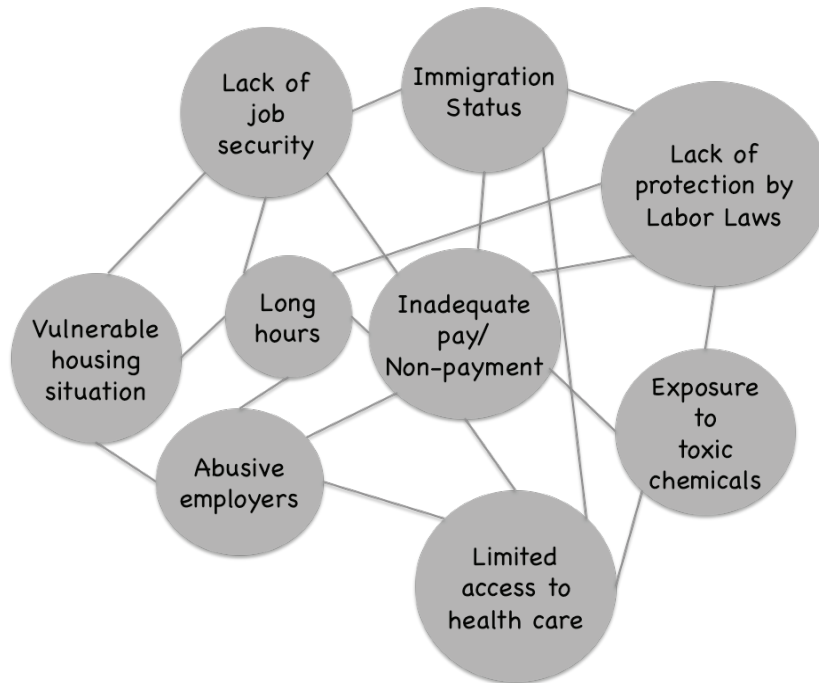 Lack of
job
security
Immigration
Status
Lack of
protection by
Labor Laws
Vulnerable
housing
situation
Long
hours
Inadequate
pay/
Non-payment
Exposure
to
toxic
chemicals
Abusive
employers
Limited
access to
health care